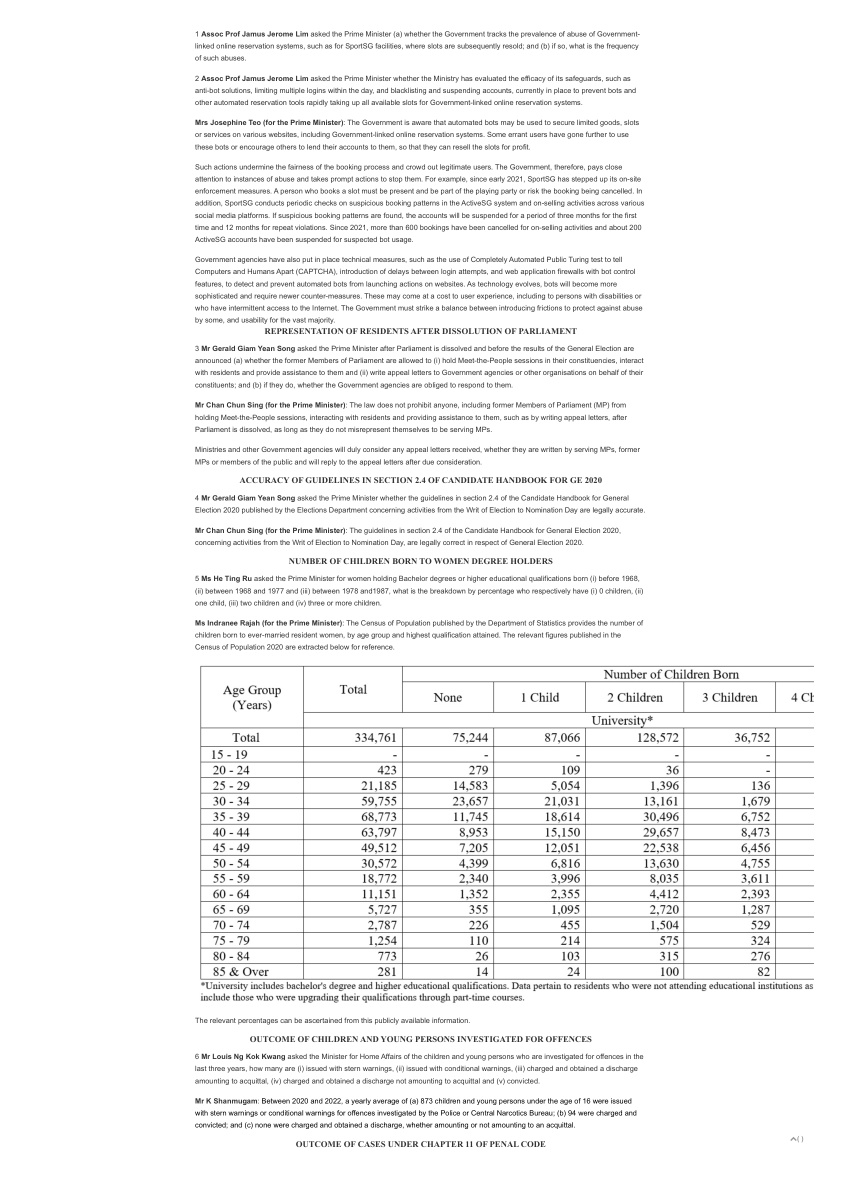 1 Assoc Prof Jamus Jerome Lim asked the Prime Minister (a) whether the Government tracks the prevalence of abuse of Government-
linked online reservation systems, such as for SportSG facilities, where slots are subsequently resold; and (b) if so, what is the frequency
of such abuses.
2 Assoc Prof Jamus Jerome Lim asked the Prime Minister whether the Ministry has evaluated the efficacy of its safeguards, such as
anti-bot solutions, limiting multiple logins within the day, and blacklisting and suspending accounts, currently in place to prevent bots and
other automated reservation tools rapidly taking up all available slots for Government-linked online reservation systems.
Mrs Josephine Teo (for the Prime Minister): The Government is aware that automated bots may be used to secure limited goods, slots
or services on various websites, including Government-linked online reservation systems. Some errant users have gone further to use
these bots or encourage others to lend their accounts to them, so that they can resell the slots for profit.
Such actions undermine the fairness of the booking process and crowd out legitimate users. The Government, therefore, pays close
attention to instances of abuse and takes prompt actions to stop them. For example, since early 2021, SportSG has stepped up its on-site
enforcement measures. A person who books a slot must be present and be part of the playing party or risk the booking being cancelled. In
addition, SportSG conducts periodic checks on suspicious booking patterns in the ActiveSG system and on-selling activities across various
social media platforms. If suspicious booking patterns are found, the accounts will be suspended for a period of three months for the first
time and 12 months for repeat violations. Since 2021, more than 600 bookings have been cancelled for on-selling activities and about 200
ActiveSG accounts have been suspended for suspected bot usage.
Government agencies have also put in place technical measures, such as the use of Completely Automated Public Turing test to tell
Computers and Humans Apart (CAPTCHA), introduction of delays between login attempts, and web application firewalls with bot control
features, to detect and prevent automated bots from launching actions on websites. As technology evolves, bots will become more
sophisticated and require newer counter-measures. These may come at a cost to user experience, including to persons with disabilities or
who have intermittent access to the Internet. The Government must strike a balance between introducing frictions to protect against abuse
by some, and usability for the vast majority.
REPRESENTATION OF RESIDENTS AFTER DISSOLUTION OF PARLIAMENT
3 Mr Gerald Giam Yean Song asked the Prime Minister after Parliament is dissolved and before the results of the General Election are
announced (a) whether the former Members of Parliament are allowed to (i) hold Meet-the-People sessions in their constituencies, interact
with residents and provide assistance to them and (ii) write appeal letters to Government agencies or other organisations on behalf of their
constituents; and (b) if they do, whether the Government agencies are obliged to respond to them.
Mr Chan Chun Sing (for the Prime Minister): The law does not prohibit anyone, including former Members of Parliament (MP) from
holding Meet-the-People sessions, interacting with residents and providing assistance to them, such as by writing appeal letters, after
Parliament is dissolved, as long as they do not misrepresent themselves to be serving MPs.
Ministries and other Government agencies will duly consider any appeal letters received, whether they are written by serving MPs, former
MPs or members of the public and will reply to the appeal letters after due consideration.
ACCURACY OF GUIDELINES IN SECTION 2.4 OF CANDIDATE HANDBOOK FOR GE 2020
4 Mr Gerald Giam Yean Song asked the Prime Minister whether the guidelines in section 2.4 of the Candidate Handbook for General
Election 2020 published by the Elections Department concerning activities from the Writ of Election to Nomination Day are legally accurate.
Mr Chan Chun Sing (for the Prime Minister): The guidelines in section 2.4 of the Candidate Handbook for General Election 2020,
concerning activities from the Writ of Election to Nomination Day, are legally correct in respect of General Election 2020.
NUMBER OF CHILDREN BORN TO WOMEN DEGREE HOLDERS
5 Ms He Ting Ru asked the Prime Minister for women holding Bachelor degrees or higher educational qualifications born (i) before 1968,
(ii) between 1968 and 1977 and (iii) between 1978 and1987, what is the breakdown by percentage who respectively have (i) 0 children, (ii)
one child, (iii) two children and (iv) three or more children.
Ms Indranee Rajah (for the Prime Minister): The Census of Population published by the Department of Statistics provides the number of
children born to ever-married resident women, by age group and highest qualification attained. The relevant figures published in the
Census of Population 2020 are extracted below for reference.
Number of Children Born
Age Group (Years) Total None 1 Child 2 Children 3 Children 4 Ch
University*
Total 334,761 75,244 87,066 128,572 36,752
15 - 19 - - - - -
20 - 24 423 279 109 36 -
25 - 29 21,185 14,583 5,054 1,396 136
30 - 34 59,755 23,657 21,031 13,161 1,679
35 - 39 68,773 11,745 18,614 30,496 6,752
40 - 44 63,797 8,953 15,150 29,657 8,473
45 - 49 49,512 7,205 12,051 22,538 6,456
50 - 54 30,572 4,399 6,816 13,630 4,755
55 - 59 18,772 2,340 3,996 8,035 3,611
60 - 64 11,151 1,352 2,355 4,412 2,393
65 - 69 5,727 355 1,095 2,720 1,287
70 - 74 2,787 226 455 1,504 529
75 - 79 1,254 110 214 575 324
80 - 84 773 26 103 315 276
85 & Over 281 14 24 100 82
*University includes bachelor's degree and higher educational qualifications. Data pertain to residents who were not attending educational institutions as
include those who were upgrading their qualifications through part-time courses.
The relevant percentages can be ascertained from this publicly available information.
OUTCOME OF CHILDREN AND YOUNG PERSONS INVESTIGATED FOR OFFENCES
6 Mr Louis Ng Kok Kwang asked the Minister for Home Affairs of the children and young persons who are investigated for offences in the
last three years, how many are (i) issued with stern warnings, (ii) issued with conditional warnings, (iii) charged and obtained a discharge
amounting to acquittal, (iv) charged and obtained a discharge not amounting to acquittal and (v) convicted.
Mr K Shanmugam: Between 2020 and 2022, a yearly average of (a) 873 children and young persons under the age of 16 were issued
with stern warnings or conditional warnings for offences investigated by the Police or Central Narcotics Bureau; (b) 94 were charged and
convicted; and (c) none were charged and obtained a discharge, whether amounting or not amounting to an acquittal.
OUTCOME OF CASES UNDER CHAPTER 11 OF PENAL CODE
^( )